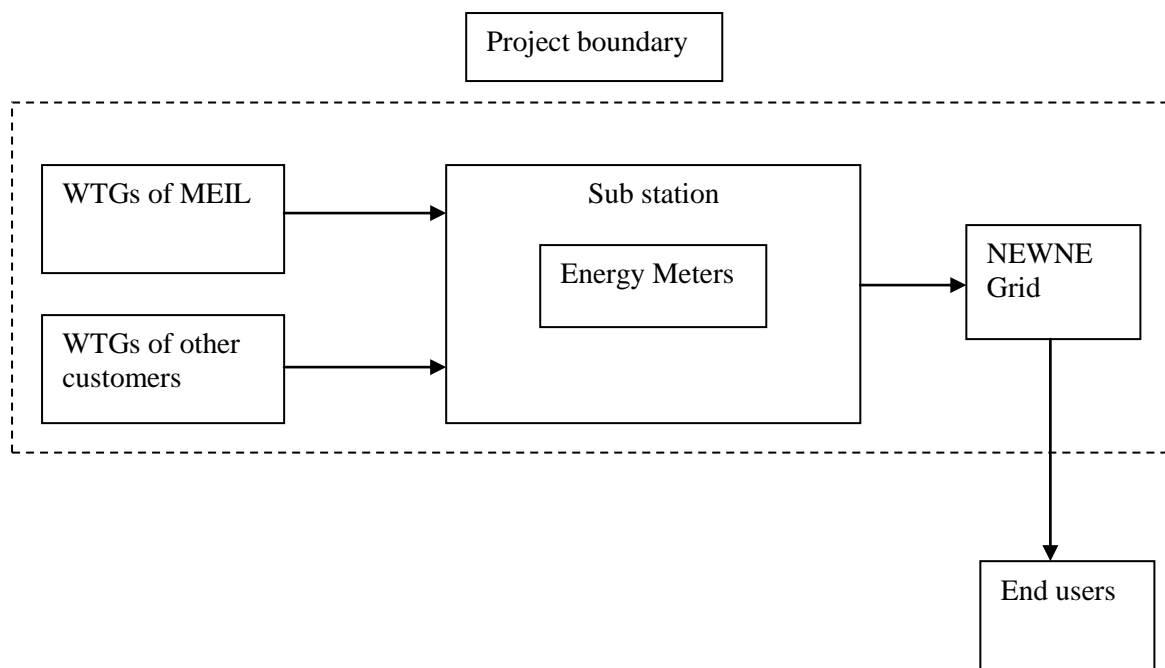 Project boundary
WTGs of MEIL
Sub station
Energy Meters
NEWNE
Grid
WTGs of other
customers
End users